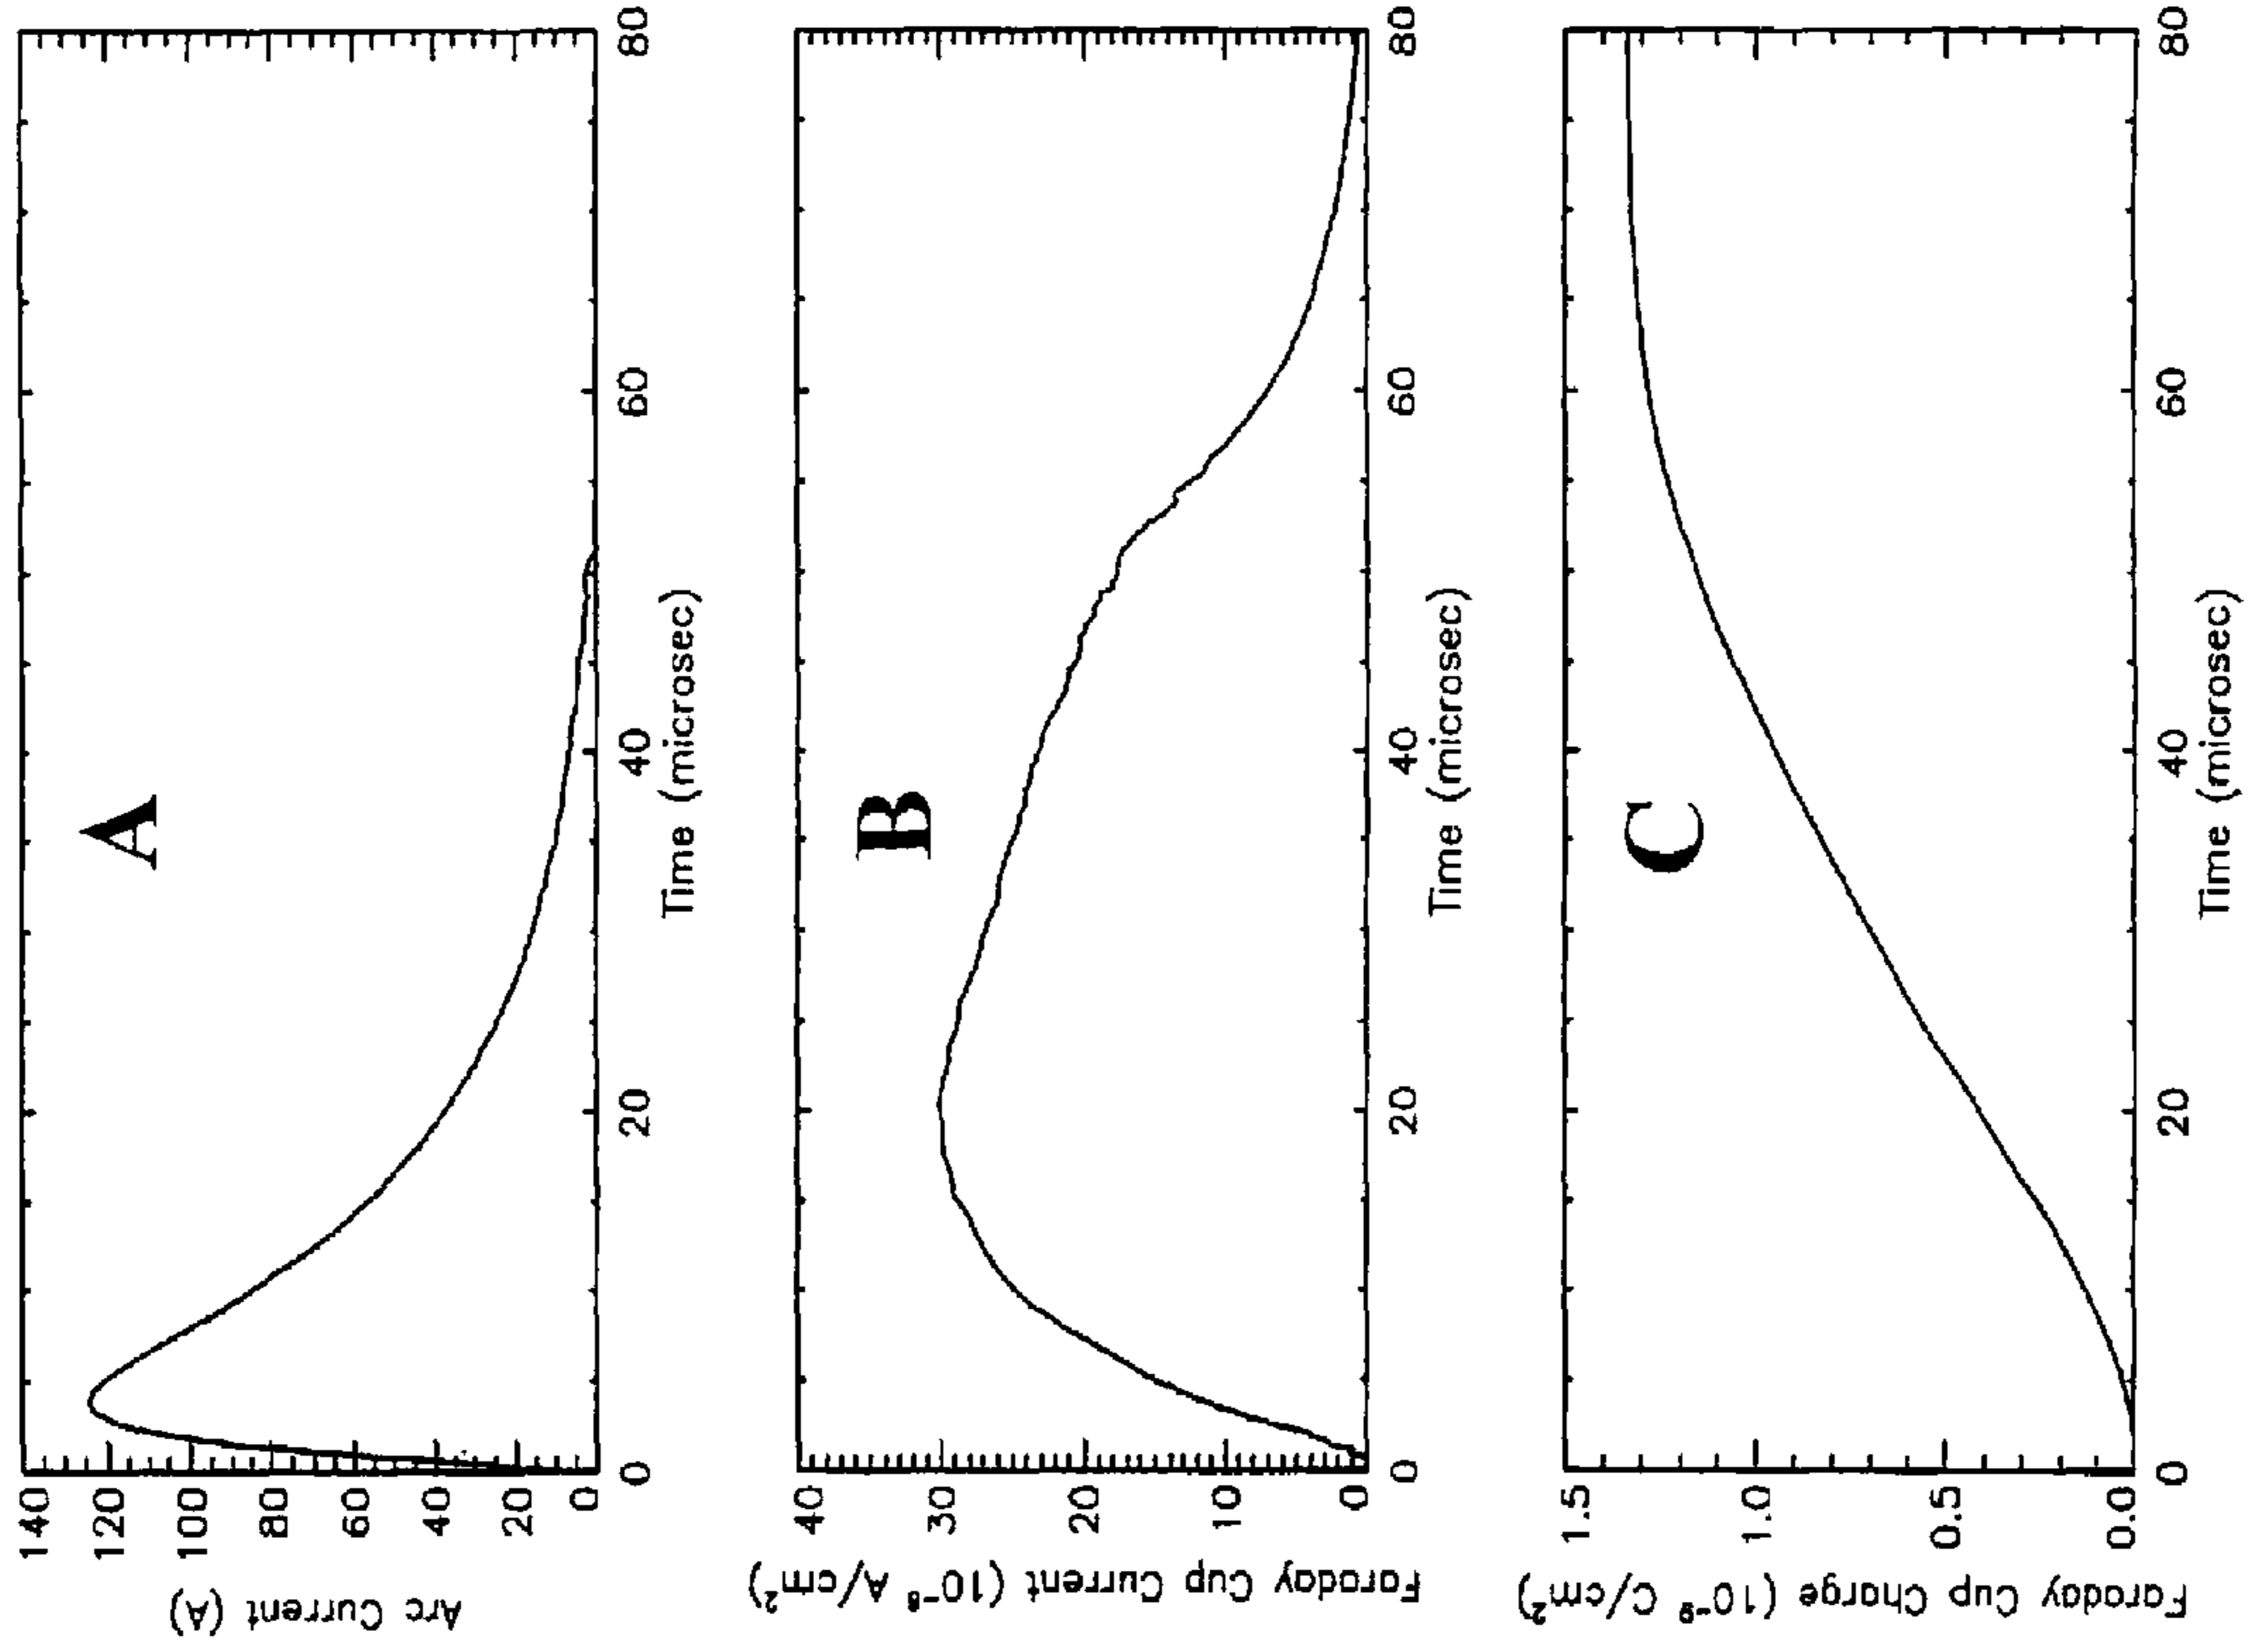 Arc Current (A)
140
120
100
80
60
40
20
0
A
0 20 40 60 80
Time (microsec)
Faraday Cup Current (10⁻⁶ A/cm²)
40
30
20
10
0
B
0 20 40 60 80
Time (microsec)
Faraday Cup Charge (10⁻⁹ C/cm²)
1.5
1.0
0.5
0.0
C
0 20 40 60 80
Time (microsec)